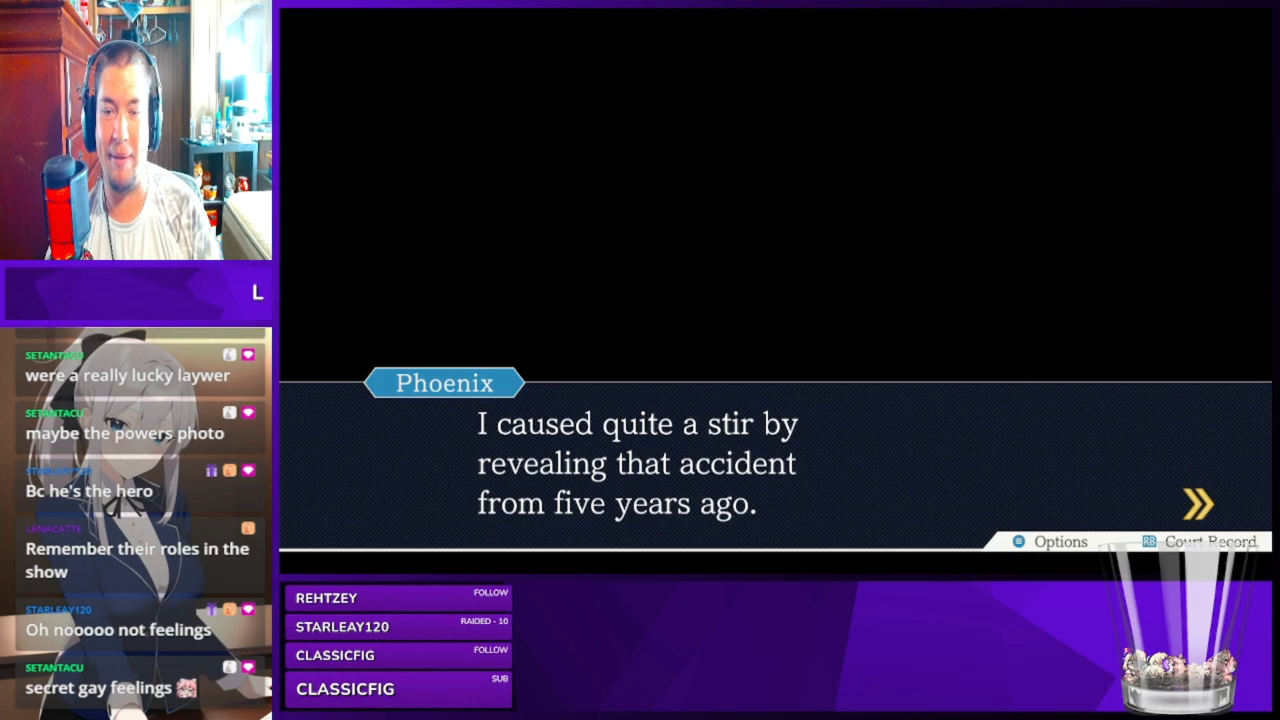 L
SETANTACU
were a really lucky laywer
SETANTACU
maybe the powers photo
STARLEAY120
Bc he's the hero
LENACATTE
Remember their roles in the
show
STARLEAY120
Oh nooooo not feelings
SETANTACU
secret gay feelings
Phoenix
I caused quite a stir by
revealing that accident
from five years ago.
Options
RB Court Record
REHTZEY FOLLOW
STARLEAY120 RAIDED - 10
CLASSICFIG FOLLOW
CLASSICFIG SUB